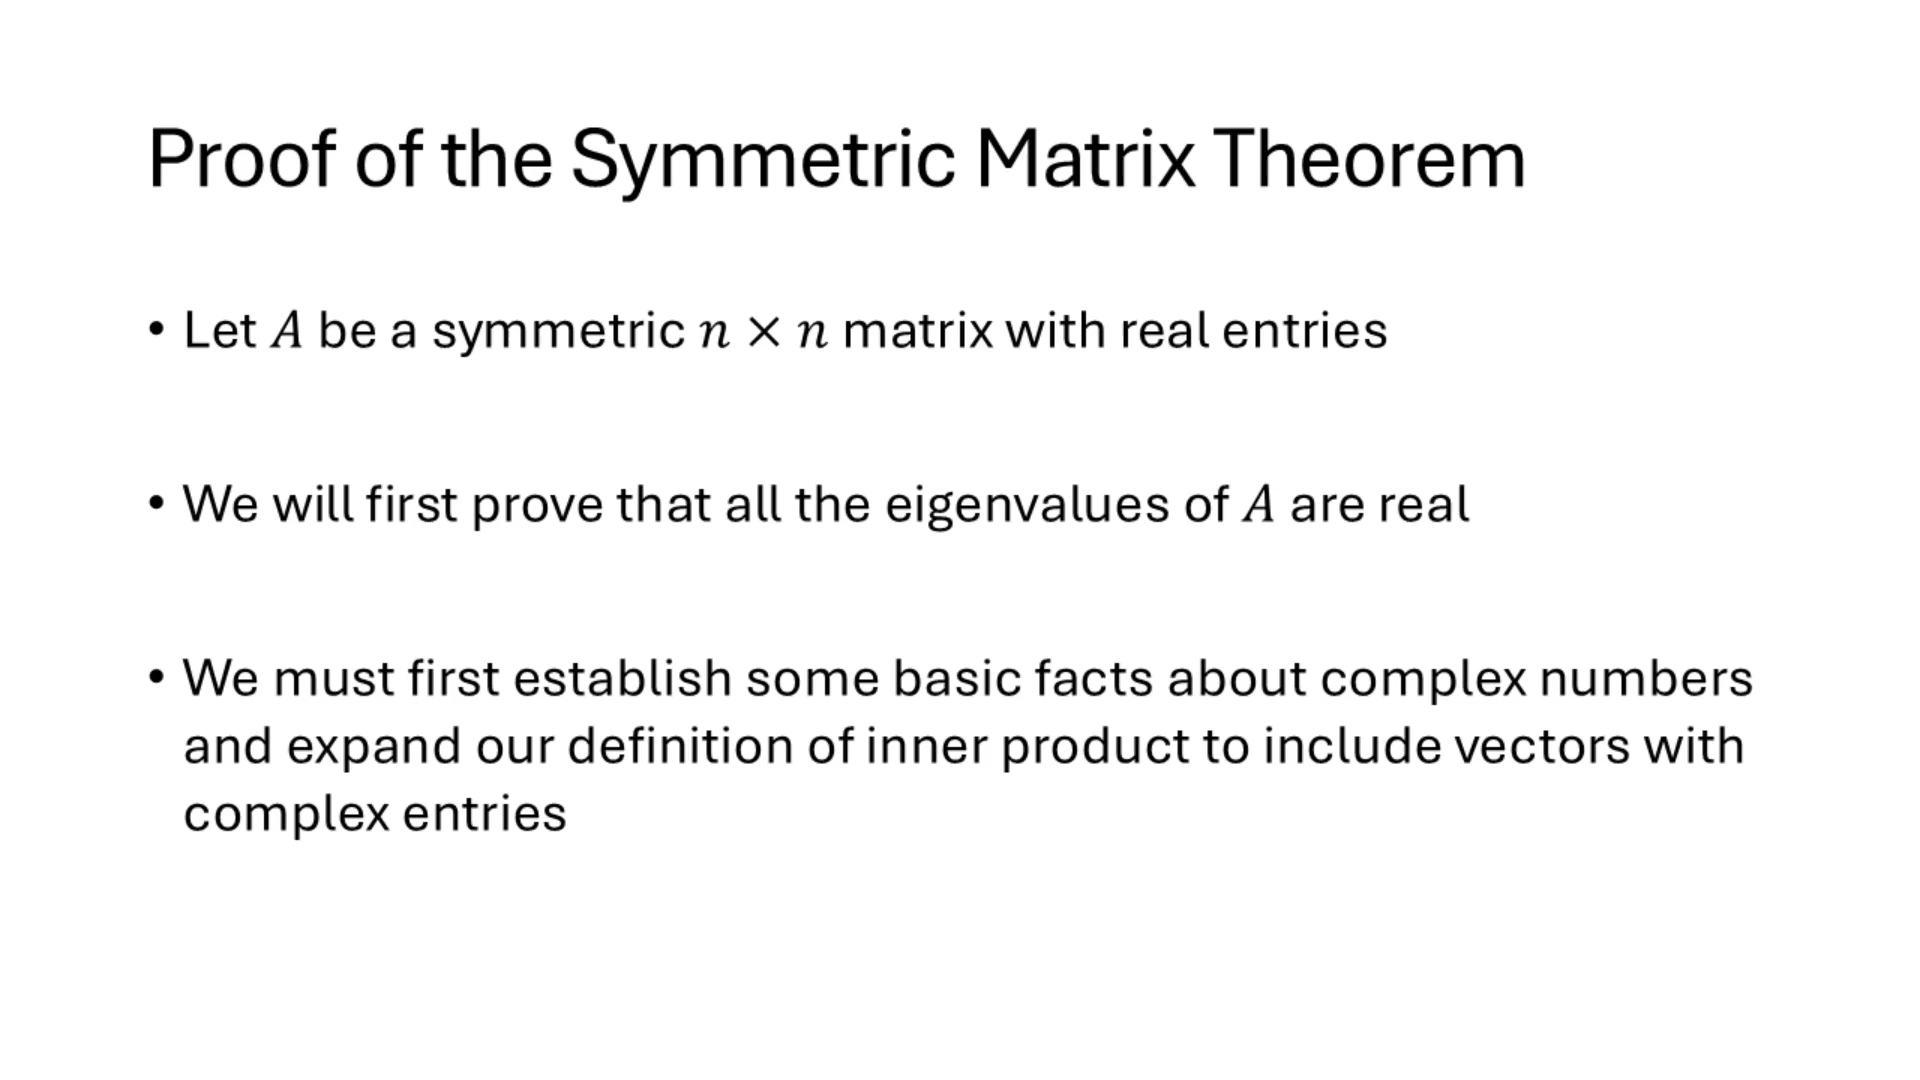 Proof of the Symmetric Matrix Theorem
• Let A be a symmetric n × n matrix with real entries
• We will first prove that all the eigenvalues of A are real
• We must first establish some basic facts about complex numbers
and expand our definition of inner product to include vectors with
complex entries